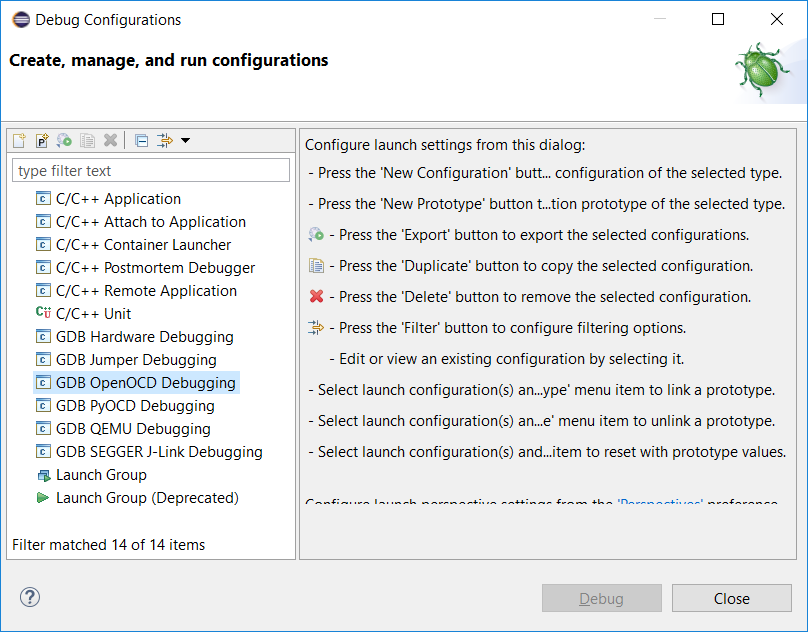 Debug Configurations
Create, manage, and run configurations
type filter text
C/C++ Application
C/C++ Attach to Application
C/C++ Container Launcher
C/C++ Postmortem Debugger
C/C++ Remote Application
C/C++ Unit
GDB Hardware Debugging
GDB Jumper Debugging
GDB OpenOCD Debugging
GDB PyOCD Debugging
GDB QEMU Debugging
GDB SEGGER J-Link Debugging
Launch Group
Launch Group (Deprecated)
Filter matched 14 of 14 items
Configure launch settings from this dialog:
- Press the 'New Configuration' butt... configuration of the selected type.
- Press the 'New Prototype' button t...tion prototype of the selected type.
- Press the 'Export' button to export the selected configurations.
- Press the 'Duplicate' button to copy the selected configuration.
- Press the 'Delete' button to remove the selected configuration.
- Press the 'Filter' button to configure filtering options.
- Edit or view an existing configuration by selecting it.
- Select launch configuration(s) an...ype' menu item to link a prototype.
- Select launch configuration(s) an...e' menu item to unlink a prototype.
- Select launch configuration(s) and...item to reset with prototype values.
Configure launch perspective settings from the 'Perspectives' preference
Debug
Close